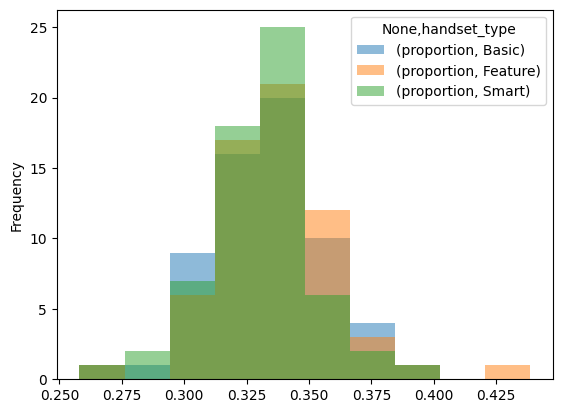 None,handset_type
(proportion, Basic)
(proportion, Feature)
(proportion, Smart)
Frequency
25
20
15
10
5
0
0.250 0.275 0.300 0.325 0.350 0.375 0.400 0.425